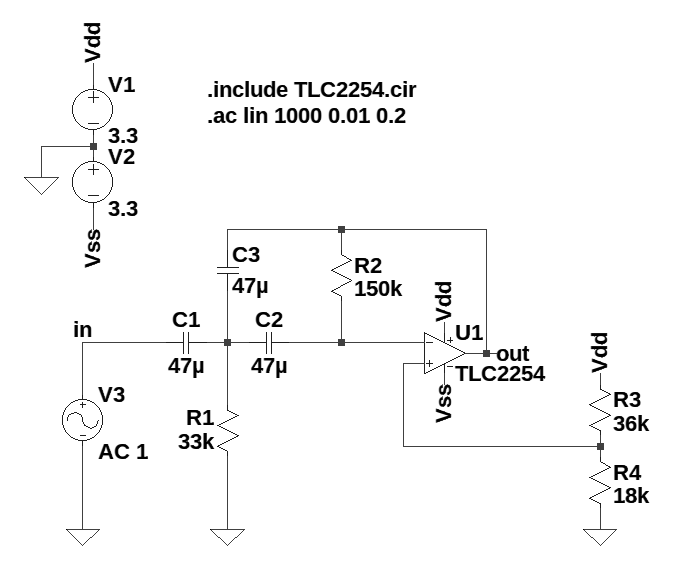 Vdd
V1
3.3
V2
3.3
Vss
.include TLC2254.cir
.ac lin 1000 0.01 0.2
C3
47µ
R2
150k
in
C1
47µ
C2
47µ
Vdd
U1
out
TLC2254
Vss
V3
AC 1
R1
33k
Vdd
R3
36k
R4
18k